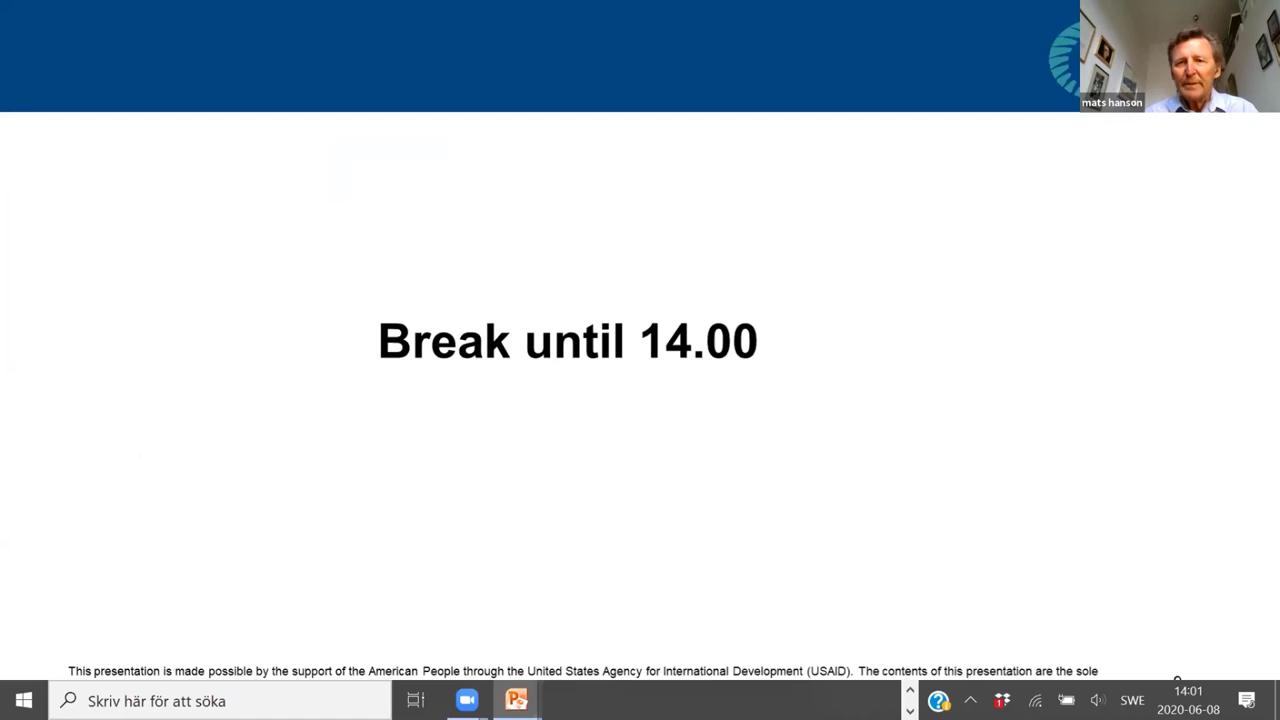 mats hanson
Break until 14.00
This presentation is made possible by the support of the American People through the United States Agency for International Development (USAID). The contents of this presentation are the sole
Skriv här för att söka
SWE
14:01
2020-06-08